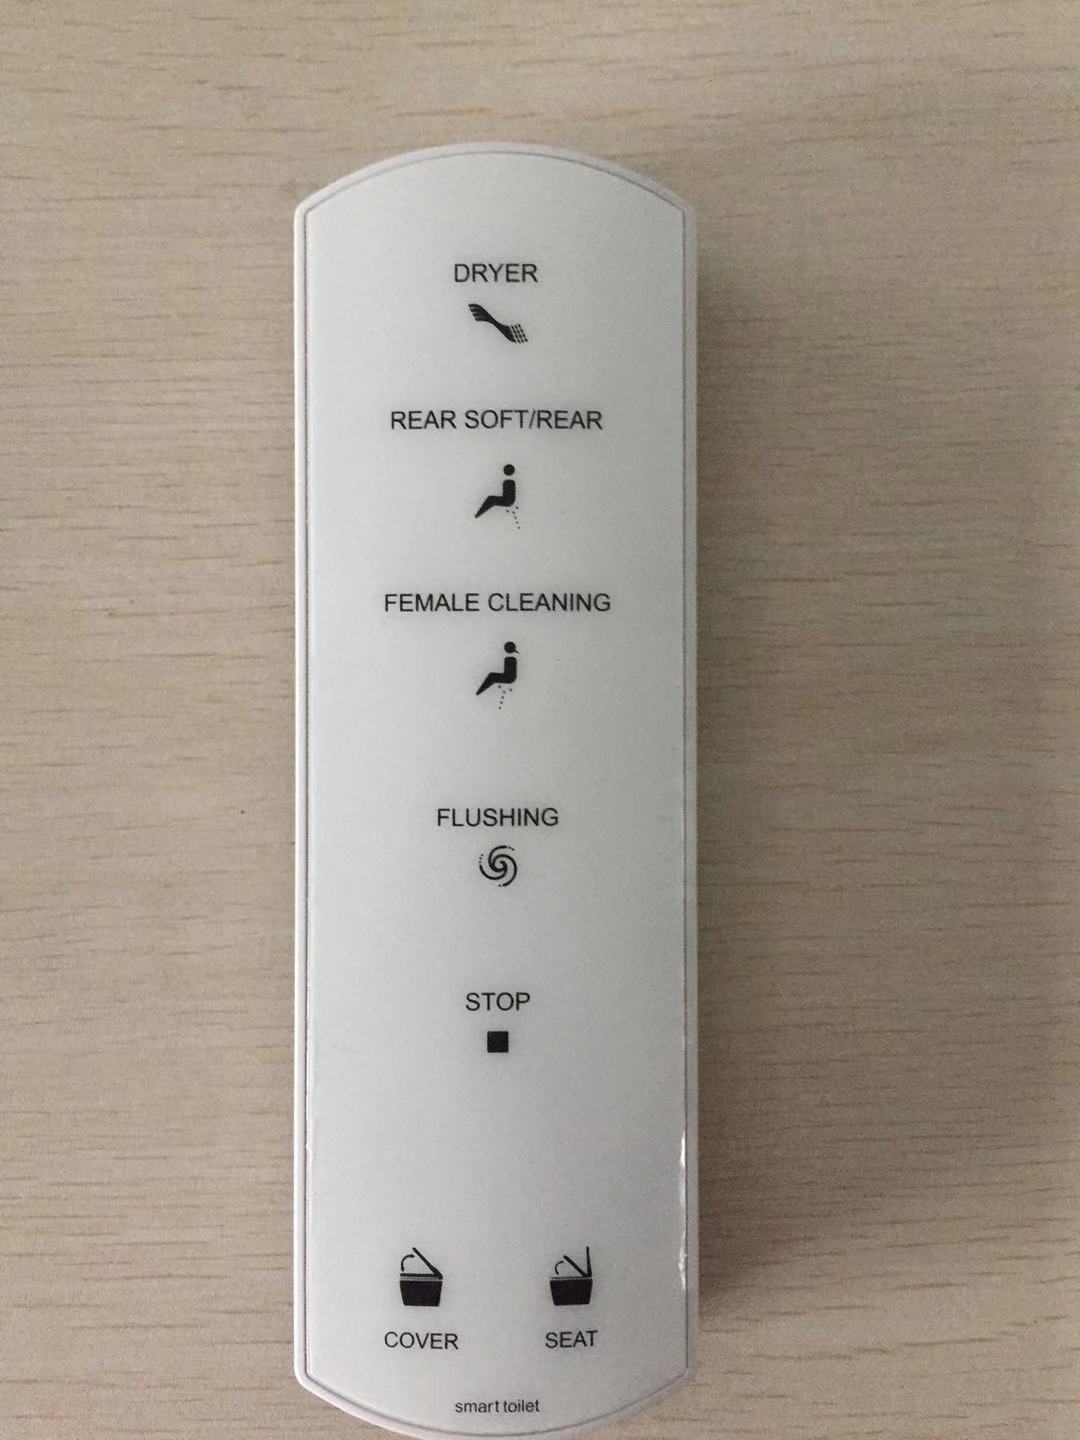 DRYER
REAR SOFT/REAR
FEMALE CLEANING
FLUSHING
STOP
COVER
SEAT
smart toilet